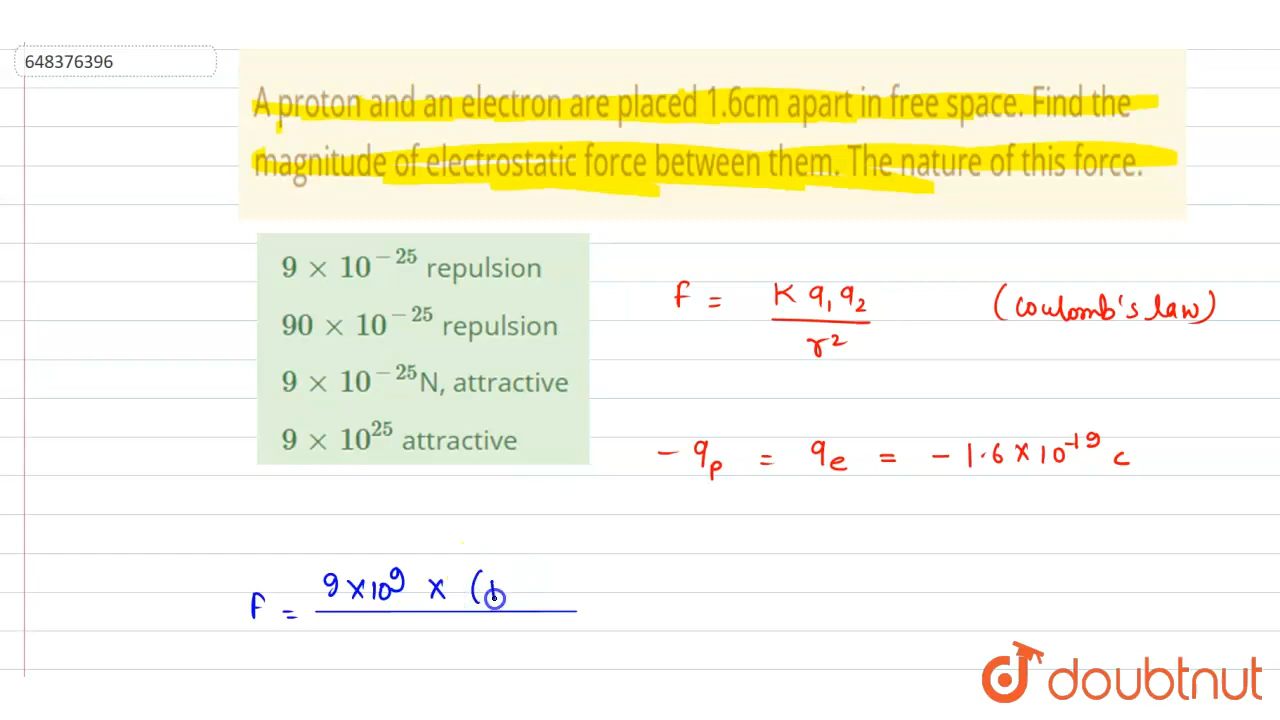 648376396
A proton and an electron are placed 1.6cm apart in free space. Find the
magnitude of electrostatic force between them. The nature of this force.
9 × 10^−25 repulsion
90 × 10^−25 repulsion
9 × 10^−25N, attractive
9 × 10^25 attractive
F = K q1 q2 / r^2 (Coulomb's law)
- qp = qe = - 1.6 × 10^-19 C
F = 9 × 10^9 × (1
doubtnut